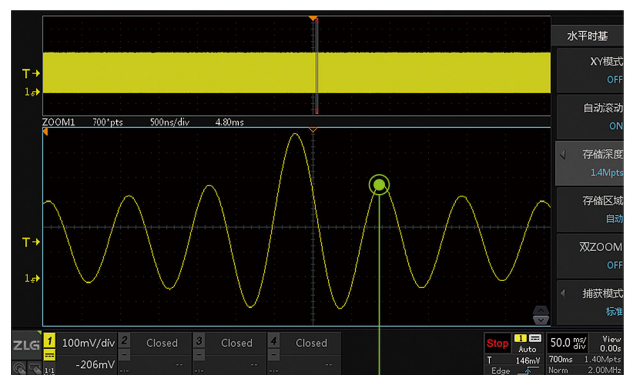 水平时基
XY模式
OFF
自动滚动
ON
存储深度
1.4Mpts
存储区域
自动
双ZOOM
OFF
捕获模式
标准
T
1
ZOOM1 700*pts 500ns/div 4.80ms
T
1
ZLG 1 100mV/div 2 Closed 3 Closed 4 Closed
1/1 -206mV -- -- --
Stop 1 Auto 50.0 ms/div View 0.00s
T 146mV 700ms 1.40Mpts
Edge Norm 2.00MHz